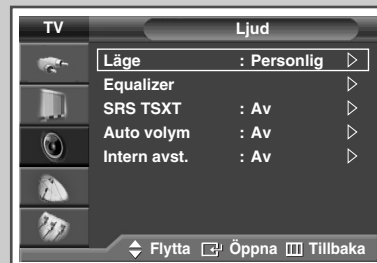 TV Ljud
Läge : Personlig
Equalizer
SRS TSXT : Av
Auto volym : Av
Intern avst. : Av
Flytta Öppna Tillbaka